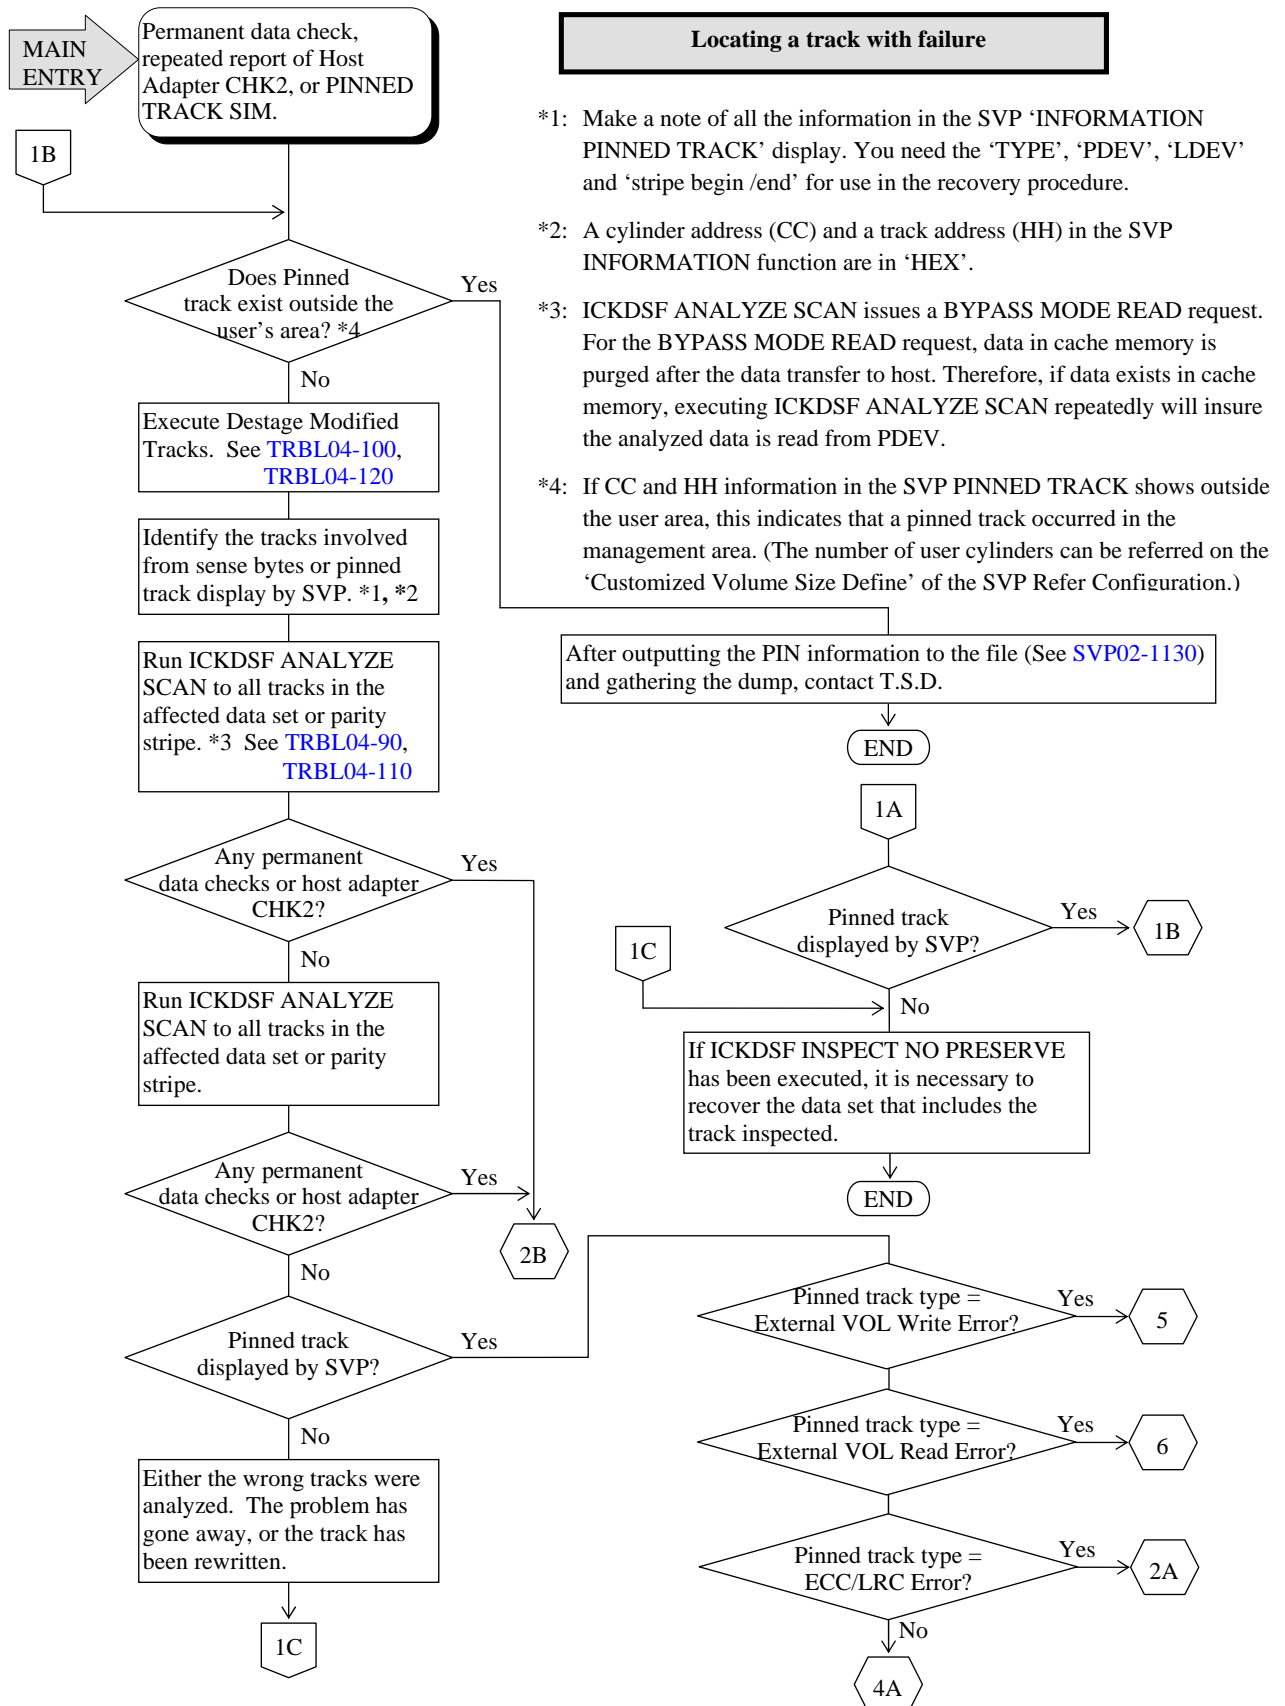 MAIN
ENTRY
Permanent data check,
repeated report of Host
Adapter CHK2, or PINNED
TRACK SIM.
1B
Does Pinned
track exist outside the
user's area? *4
Yes
No
Execute Destage Modified
Tracks.  See TRBL04-100,
TRBL04-120
Identify the tracks involved
from sense bytes or pinned
track display by SVP. *1, *2
Run ICKDSF ANALYZE
SCAN to all tracks in the
affected data set or parity
stripe. *3  See TRBL04-90,
TRBL04-110
Any permanent
data checks or host adapter
CHK2?
Yes
No
Run ICKDSF ANALYZE
SCAN to all tracks in the
affected data set or parity
stripe.
Any permanent
data checks or host adapter
CHK2?
Yes
2B
No
Pinned track
displayed by SVP?
Yes
No
Either the wrong tracks were
analyzed.  The problem has
gone away, or the track has
been rewritten.
1C
Locating a track with failure
*1: Make a note of all the information in the SVP ‘INFORMATION
PINNED TRACK’ display. You need the ‘TYPE’, ‘PDEV’, ‘LDEV’
and ‘stripe begin /end’ for use in the recovery procedure.
*2: A cylinder address (CC) and a track address (HH) in the SVP
INFORMATION function are in ‘HEX’.
*3: ICKDSF ANALYZE SCAN issues a BYPASS MODE READ request.
For the BYPASS MODE READ request, data in cache memory is
purged after the data transfer to host. Therefore, if data exists in cache
memory, executing ICKDSF ANALYZE SCAN repeatedly will insure
the analyzed data is read from PDEV.
*4: If CC and HH information in the SVP PINNED TRACK shows outside
the user area, this indicates that a pinned track occurred in the
management area. (The number of user cylinders can be referred on the
‘Customized Volume Size Define’ of the SVP Refer Configuration.)
After outputting the PIN information to the file (See SVP02-1130)
and gathering the dump, contact T.S.D.
END
1A
Pinned track
displayed by SVP?
Yes
1B
1C
No
If ICKDSF INSPECT NO PRESERVE
has been executed, it is necessary to
recover the data set that includes the
track inspected.
END
Pinned track type =
External VOL Write Error?
Yes
5
Pinned track type =
External VOL Read Error?
Yes
6
Pinned track type =
ECC/LRC Error?
Yes
2A
No
4A